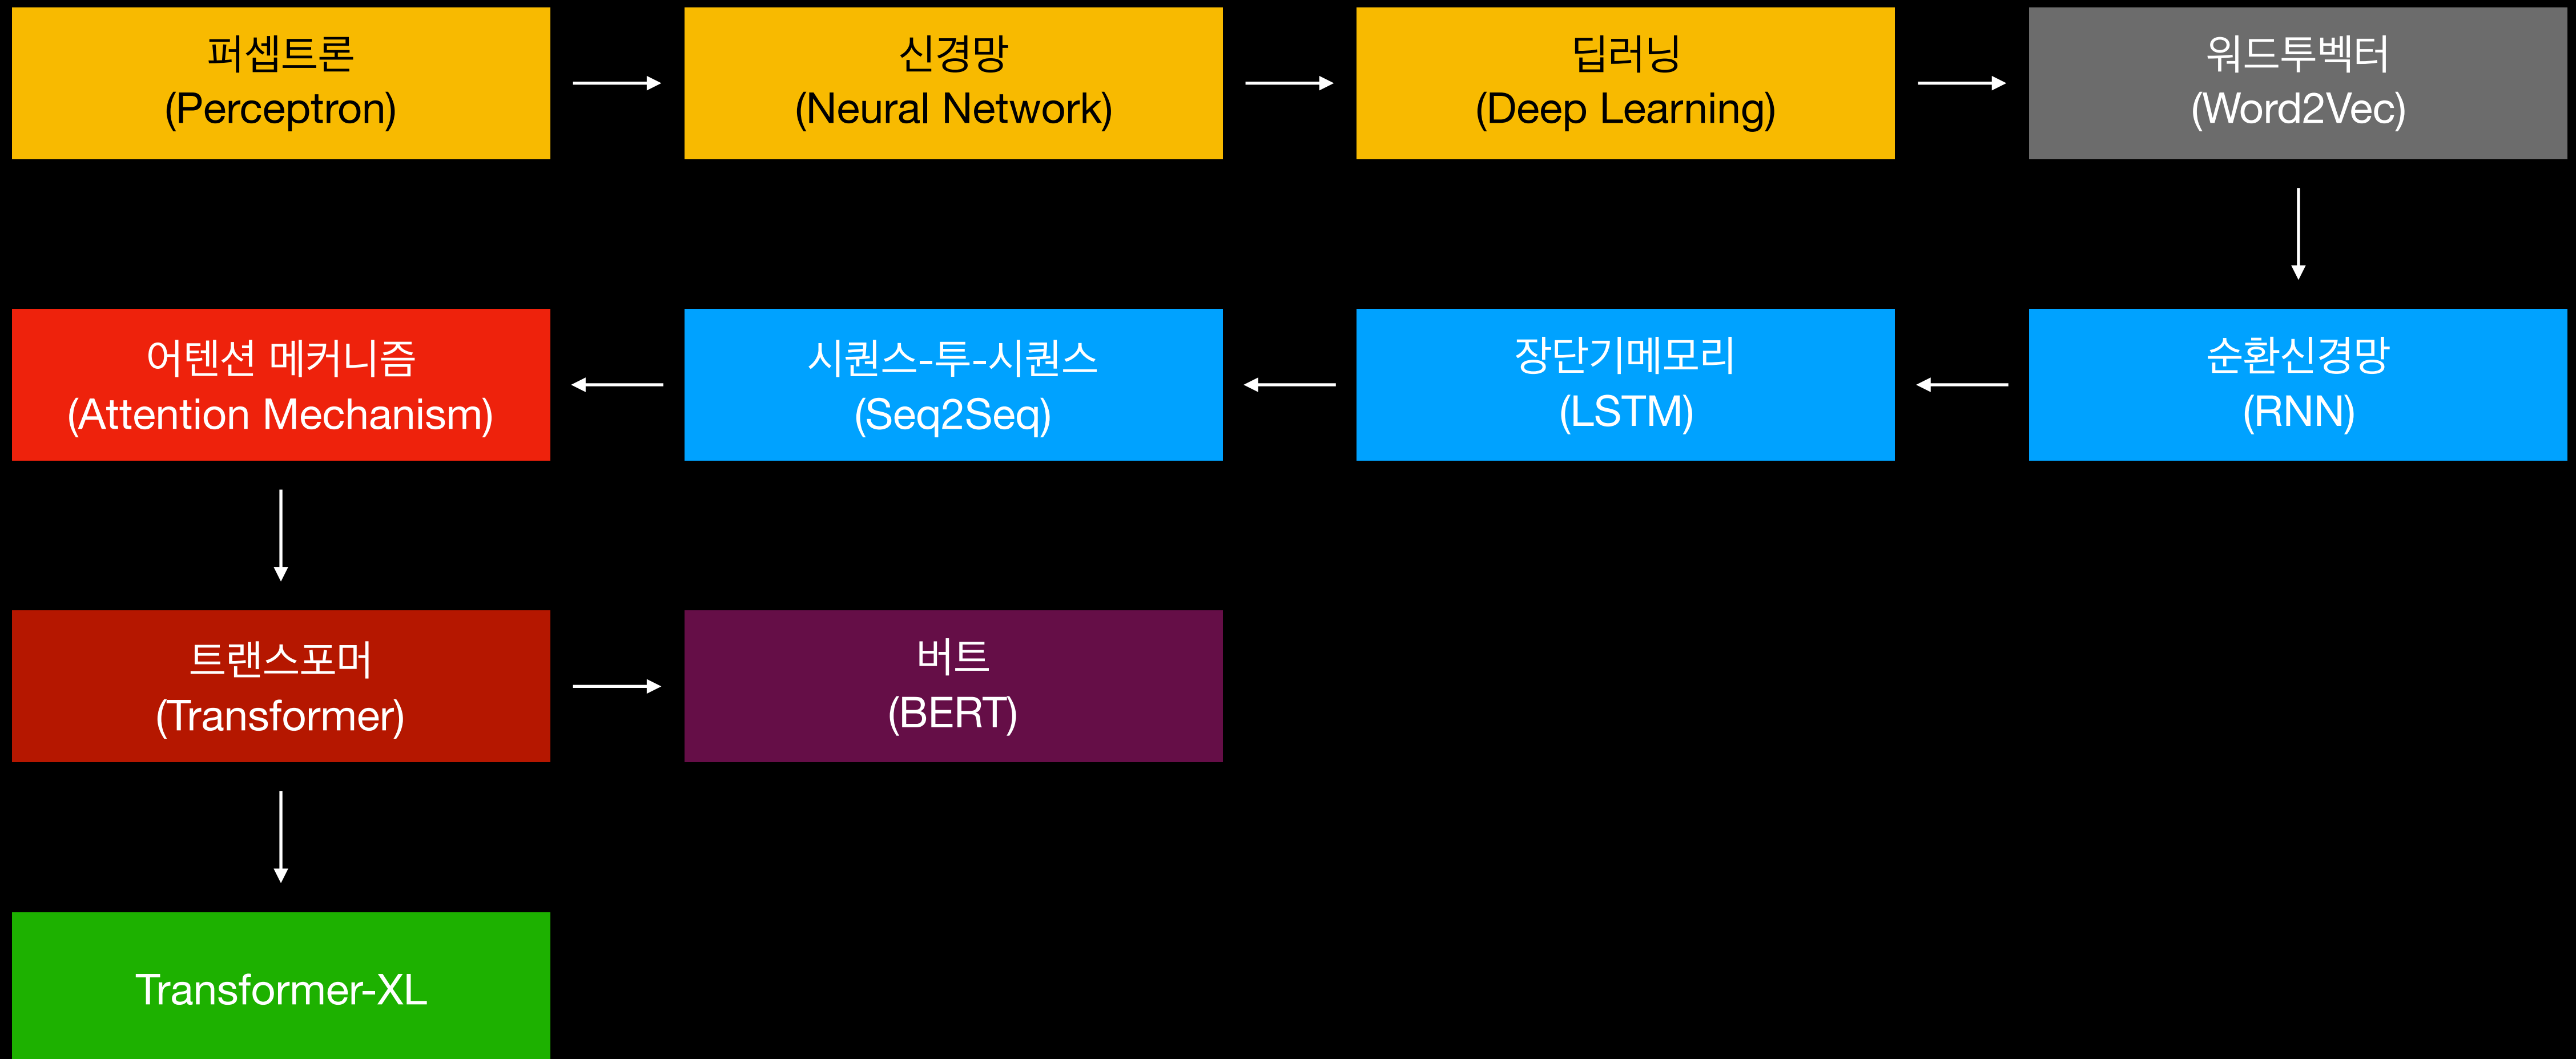 퍼셉트론
(Perceptron)
신경망
(Neural Network)
딥러닝
(Deep Learning)
워드투벡터
(Word2Vec)
어텐션 메커니즘
(Attention Mechanism)
시퀀스-투-시퀀스
(Seq2Seq)
장단기메모리
(LSTM)
순환신경망
(RNN)
트랜스포머
(Transformer)
버트
(BERT)
Transformer-XL